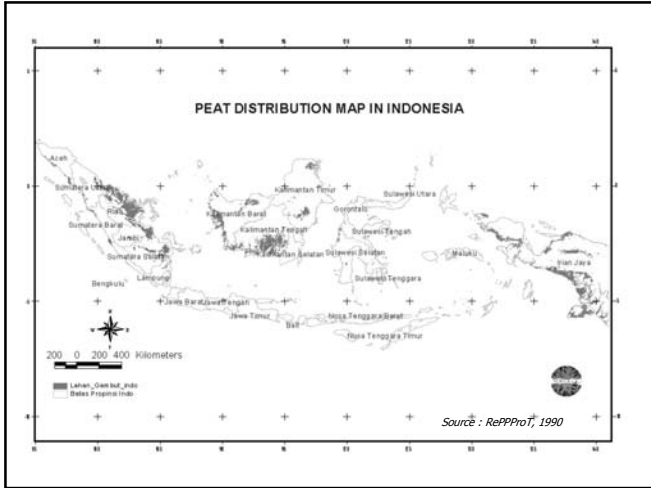 PEAT DISTRIBUTION MAP IN INDONESIA
Aceh
Sumatera Utara
Riau
Sumatera Barat
Jambi
Sumatera Selatan
Bengkulu
Lampung
Kalimantan Timur
Kalimantan Barat
Kalimantan Tengah
Kalimantan Selatan
Sulawesi Utara
Gorontalo
Sulawesi Tengah
Sulawesi Selatan
Sulawesi Tenggara
Maluku
Irian Jaya
Jawa Barat
Jawa Tengah
Jawa Timur
Bali
Nusa Tenggara Barat
Nusa Tenggara Timur
200 0 200 400 Kilometers
Lahan_Gambut_indo
Batas Propinsi Indo
Source : RePPProT, 1990